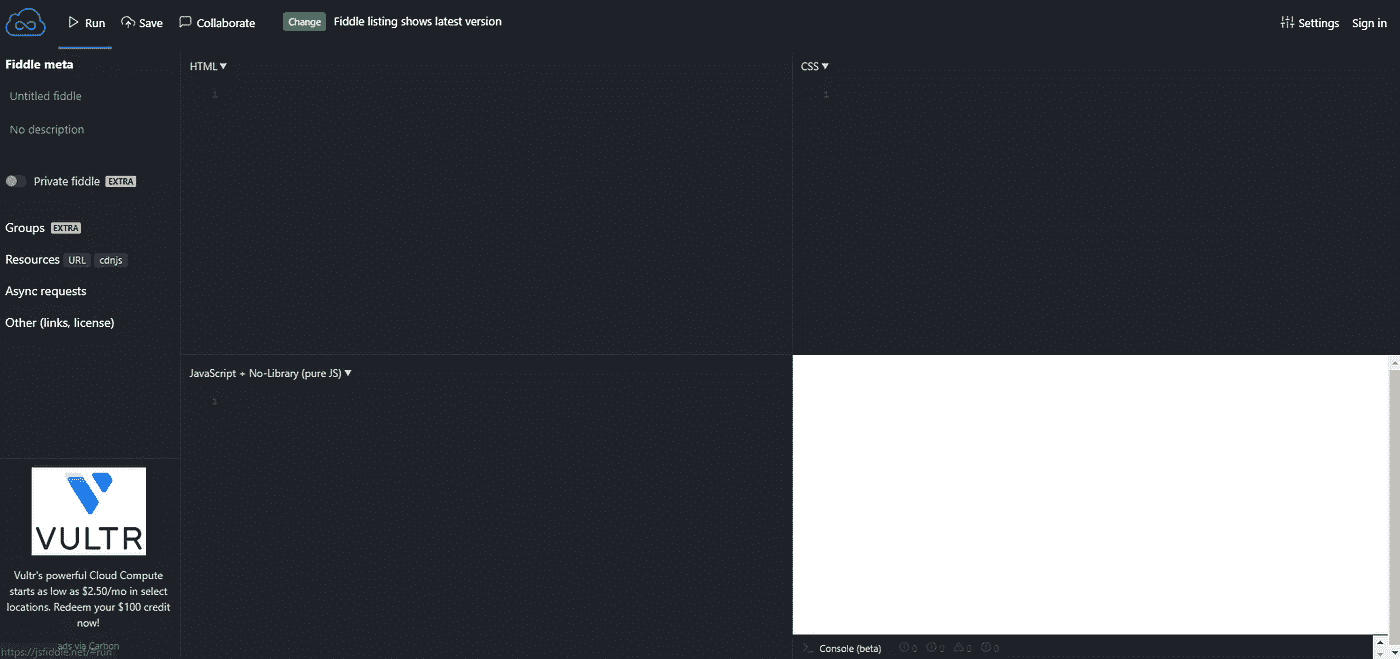 Run Save Collaborate Change Fiddle listing shows latest version Settings Sign in
Fiddle meta
Untitled fiddle
No description
Private fiddle EXTRA
Groups EXTRA
Resources URL cdnjs
Async requests
Other (links, license)
HTML▼
1
CSS▼
1
JavaScript + No-Library (pure JS)▼
1
VULTR
Vultr's powerful Cloud Compute
starts as low as $2.50/mo in select
locations. Redeem your $100 credit
now!
ads via Carbon
https://jsfiddle.net/#run
>_ Console (beta) 0 0 0 0